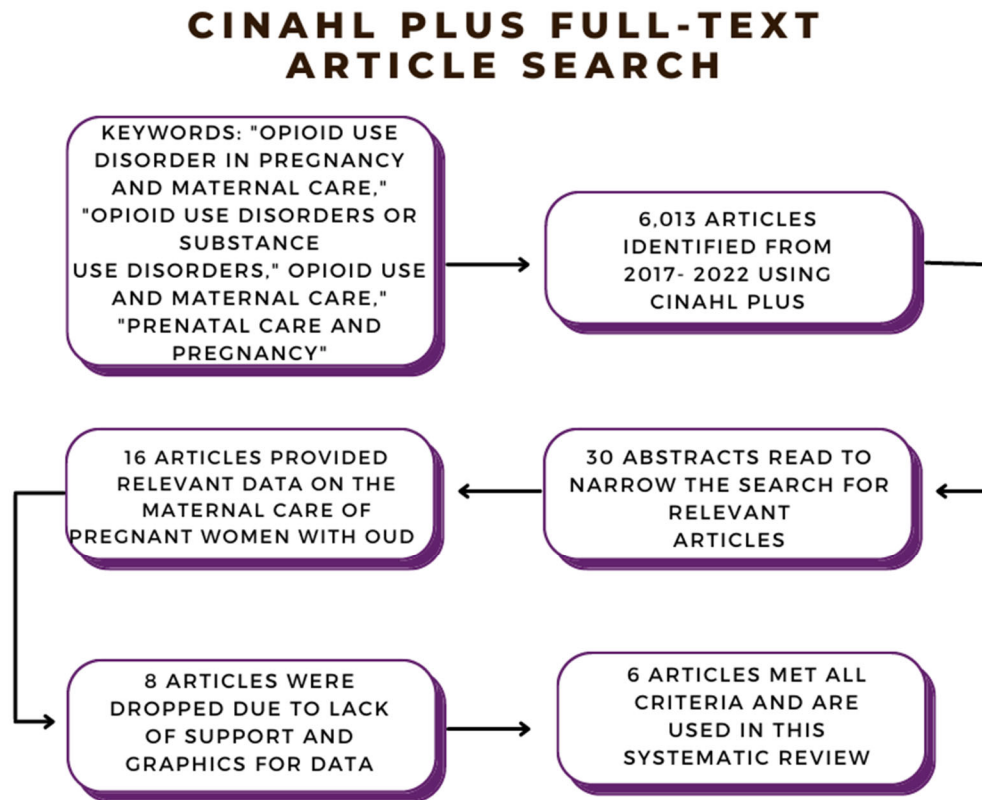 CINAHL PLUS FULL-TEXT
ARTICLE SEARCH
KEYWORDS: "OPIOID USE
DISORDER IN PREGNANCY
AND MATERNAL CARE,"
"OPIOID USE DISORDERS OR
SUBSTANCE
USE DISORDERS," OPIOID USE
AND MATERNAL CARE,"
"PRENATAL CARE AND
PREGNANCY"
6,013 ARTICLES
IDENTIFIED FROM
2017- 2022 USING
CINAHL PLUS
30 ABSTRACTS READ TO
NARROW THE SEARCH FOR
RELEVANT
ARTICLES
16 ARTICLES PROVIDED
RELEVANT DATA ON THE
MATERNAL CARE OF
PREGNANT WOMEN WITH OUD
8 ARTICLES WERE
DROPPED DUE TO LACK
OF SUPPORT AND
GRAPHICS FOR DATA
6 ARTICLES MET ALL
CRITERIA AND ARE
USED IN THIS
SYSTEMATIC REVIEW